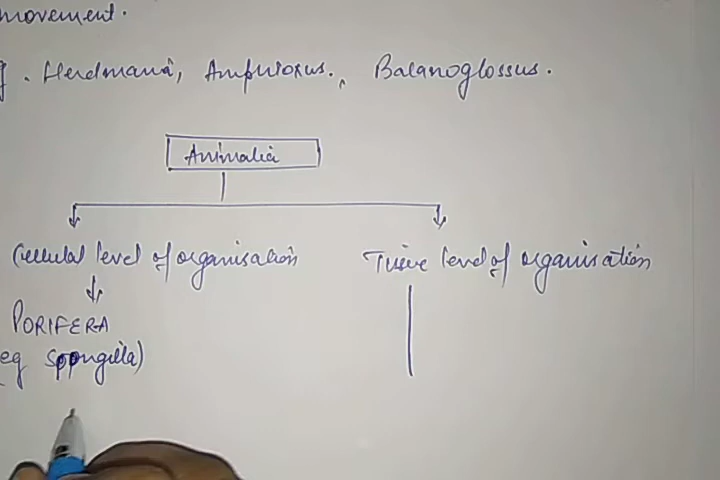 movement.
g. Herdmania, Amphioxus, Balanoglossus.
Animalia
Cellular level of organisation
Tissue level of organisation
PORIFERA
(eg Spongilla)